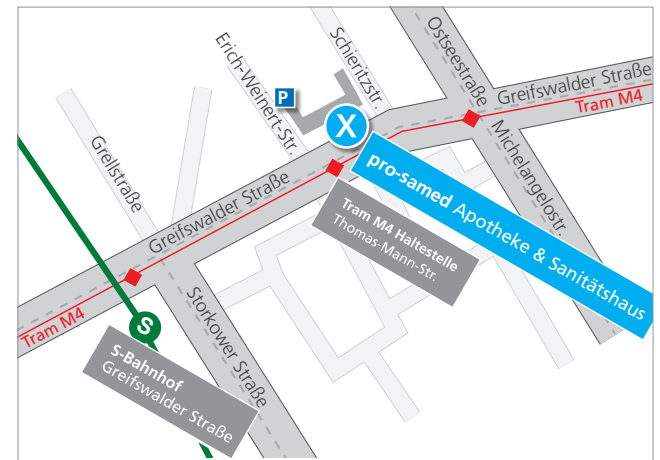 Erich-Weinert-Str.
Schieritzstr.
Ostseestraße
Greifswalder Straße
Tram M4
P
X
Michelangelostr.
Grellstraße
Greifswalder Straße
pro-samed Apotheke & Sanitätshaus
Tram M4 Haltestelle
Thomas-Mann-Str.
Tram M4
S
Storkower Straße
S-Bahnhof
Greifswalder Straße